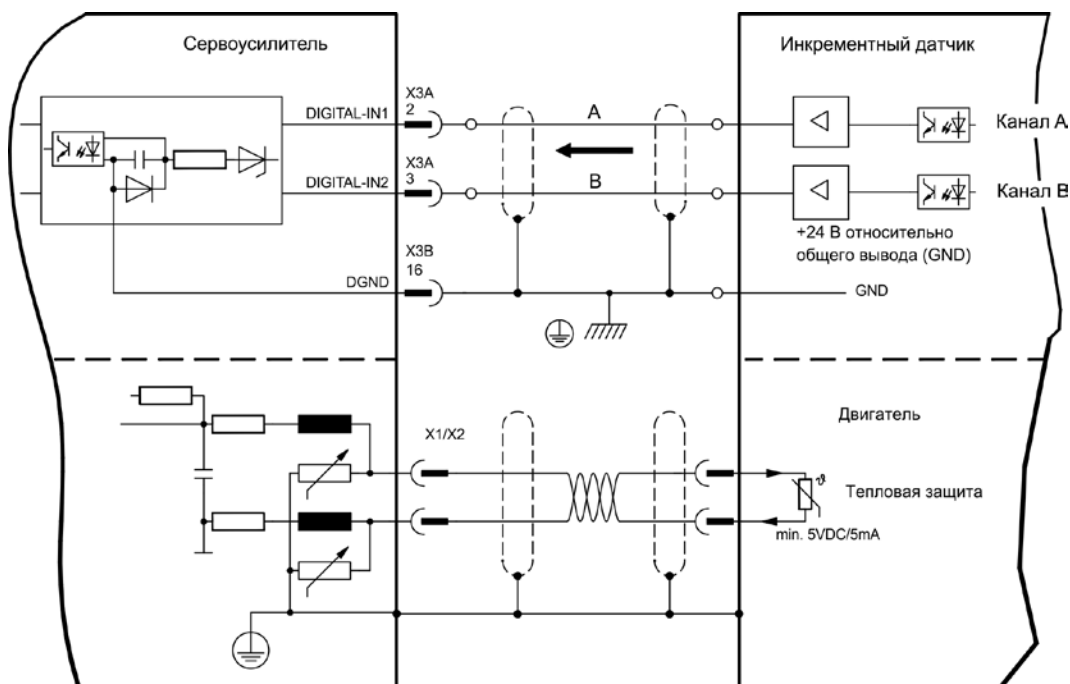 Сервоусилитель
Инкрементный датчик
X3A
2
DIGITAL-IN1
A
Канал A
X3A
3
DIGITAL-IN2
B
Канал B
+24 В относительно
общего вывода (GND)
X3B
16
DGND
GND
Двигатель
X1/X2
ϑ
Тепловая защита
min. 5VDC/5mA